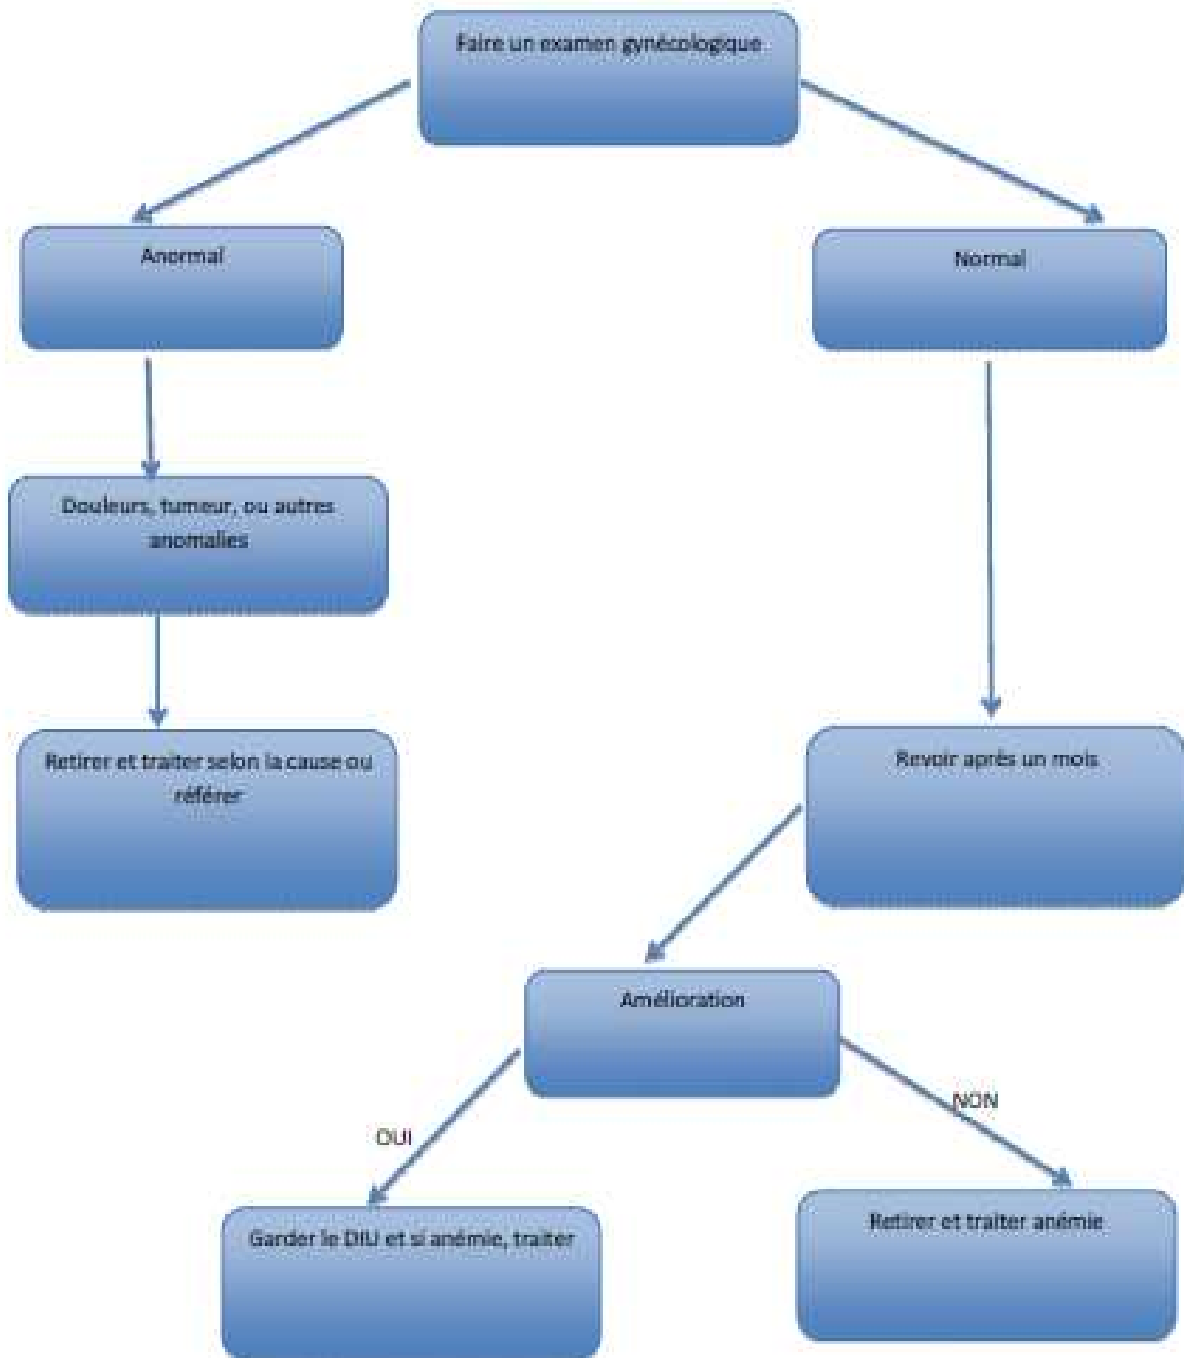 Faire un examen gynécologique
Anormal
Normal
Douleurs, tumeur, ou autres
anomalies
Retirer et traiter selon la cause ou
référer
Revoir après un mois
Amélioration
OUI
NON
Garder le DIU et si anémie, traiter
Retirer et traiter anémie